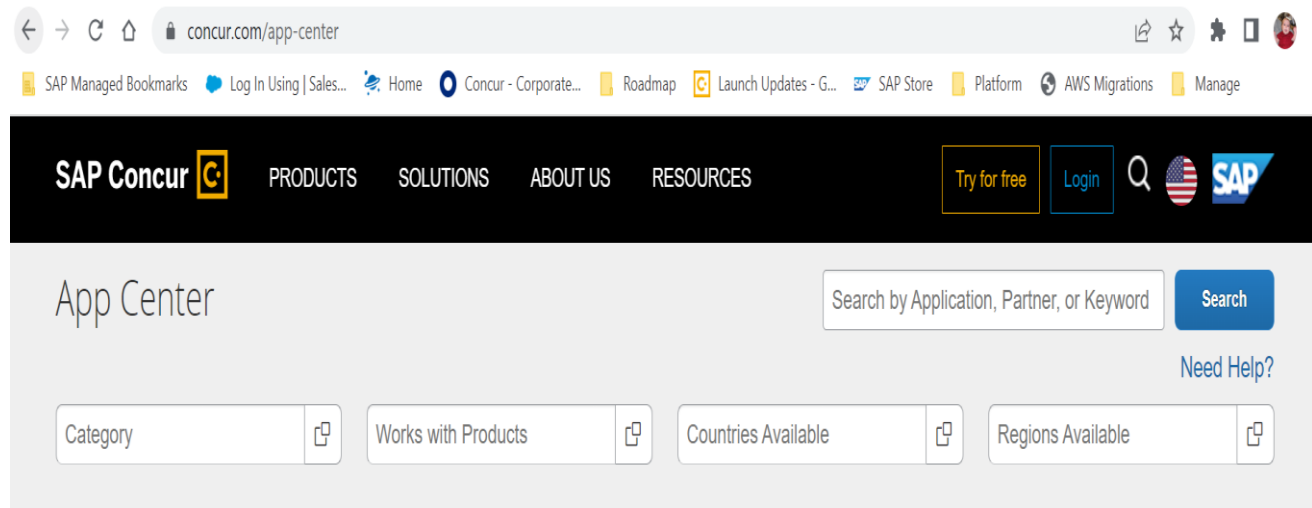 concur.com/app-center
SAP Managed Bookmarks Log In Using | Sales... Home Concur - Corporate... Roadmap Launch Updates - G... SAP Store Platform AWS Migrations Manage
SAP Concur C. PRODUCTS SOLUTIONS ABOUT US RESOURCES Try for free Login SAP
App Center Search by Application, Partner, or Keyword Search
Need Help?
Category Works with Products Countries Available Regions Available